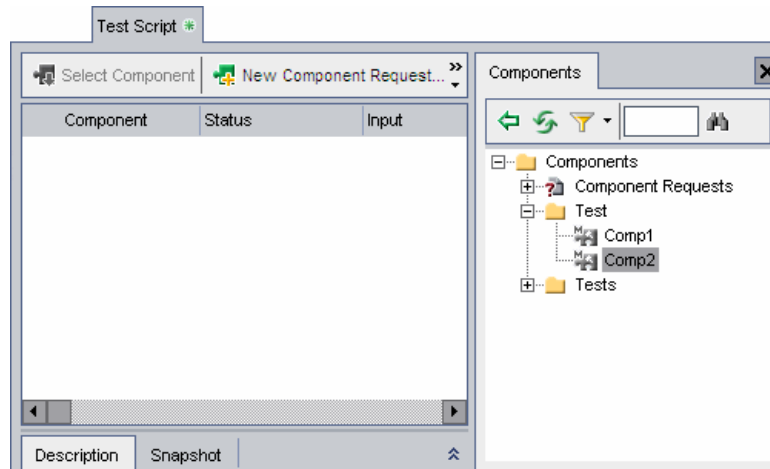 Test Script *
Select Component
New Component Request...
Component Status Input
Description Snapshot
Components
Components
Component Requests
Test
Comp1
Comp2
Tests